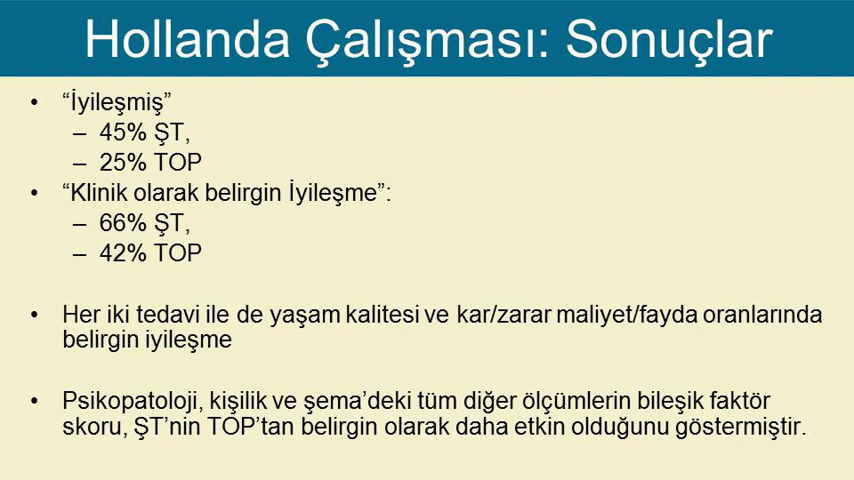 Hollanda Çalışması: Sonuçlar
• “İyileşmiş”
– 45% ŞT,
– 25% TOP
• “Klinik olarak belirgin İyileşme”:
– 66% ŞT,
– 42% TOP
• Her iki tedavi ile de yaşam kalitesi ve kar/zarar maliyet/fayda oranlarında
belirgin iyileşme
• Psikopatoloji, kişilik ve şema’deki tüm diğer ölçümlerin bileşik faktör
skoru, ŞT’nin TOP’tan belirgin olarak daha etkin olduğunu göstermiştir.